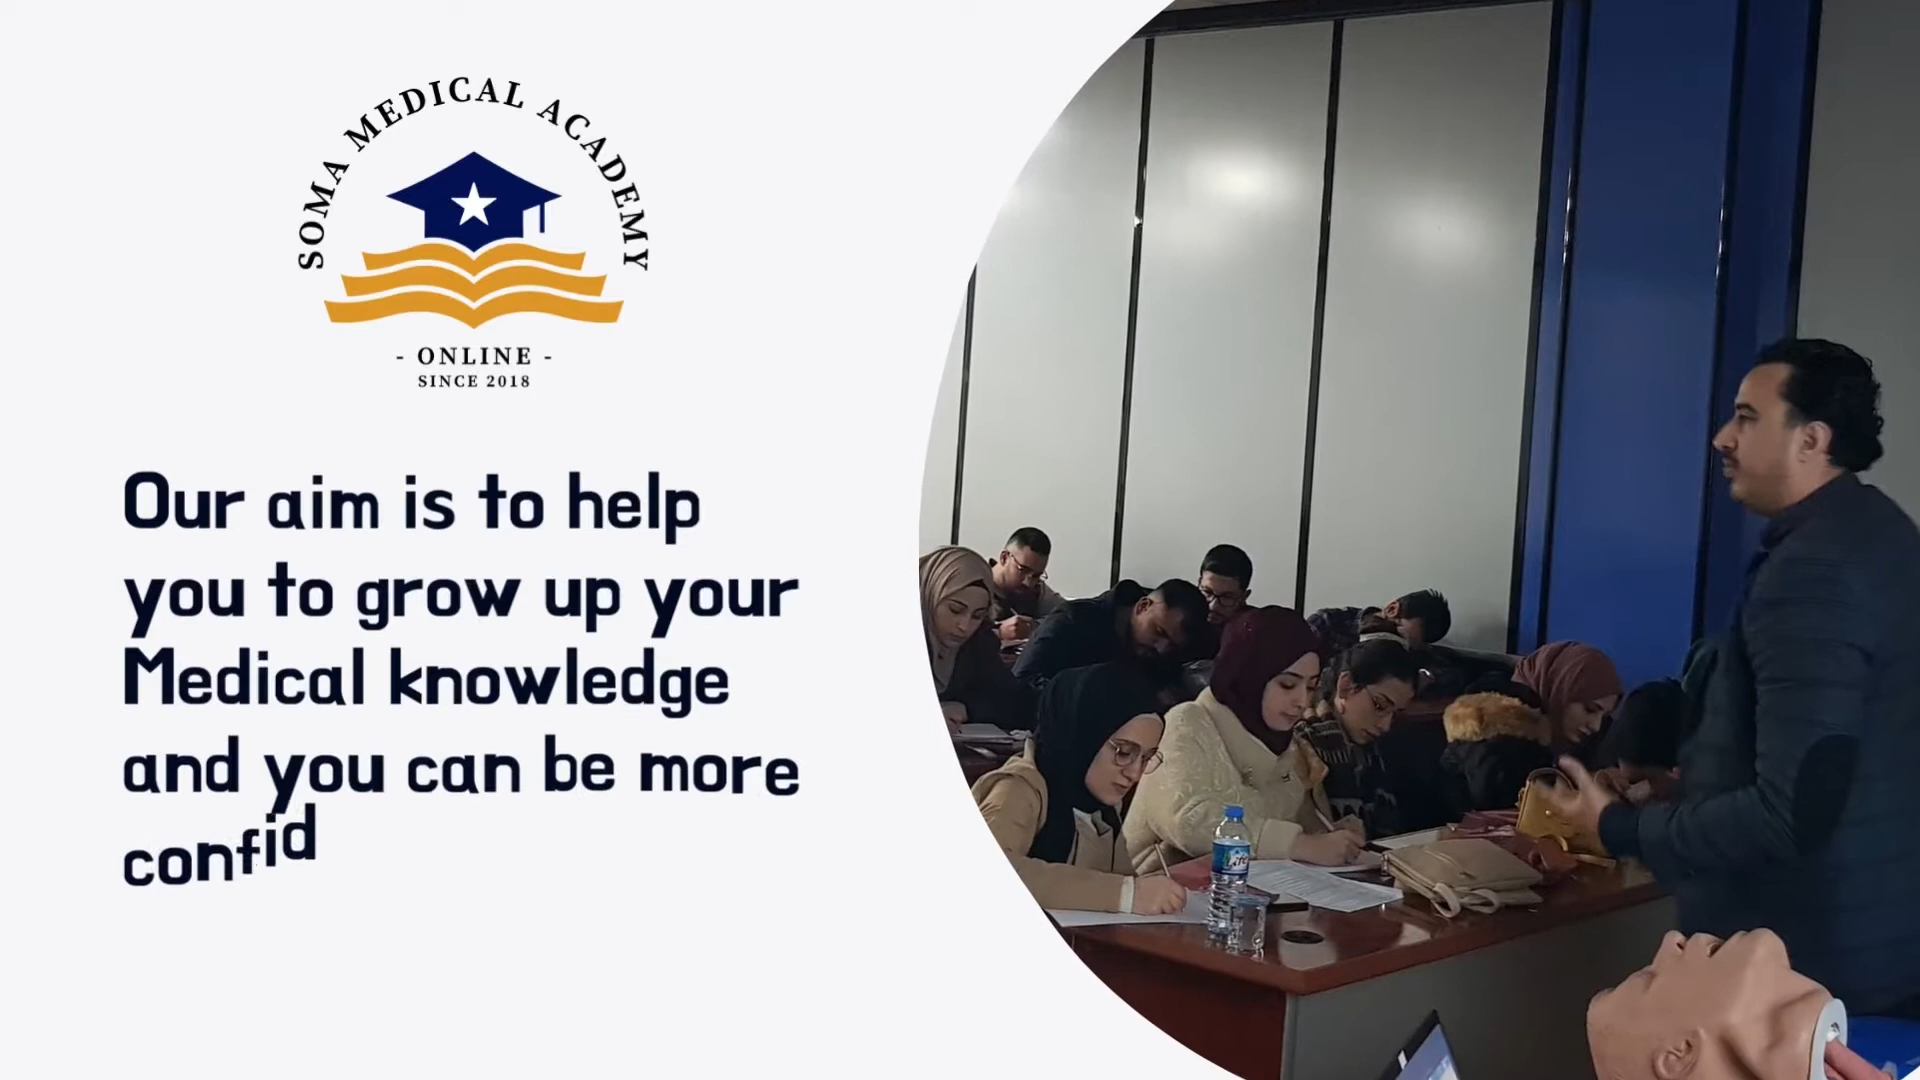 SOMA MEDICAL ACADEMY
- ONLINE -
SINCE 2018
Our aim is to help
you to grow up your
Medical knowledge
and you can be more
confid
Life